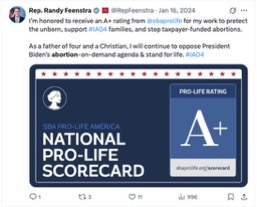 Rep. Randy Feenstra @RepFeenstra · Jan 16, 2024
I'm honored to receive an A+ rating from @sbaprolife for my work to protect
the unborn, support #IA04 families, and stop taxpayer-funded abortions.
As a father of four and a Christian, I will continue to oppose President
Biden's abortion-on-demand agenda & stand for life. #IA04
PRO-LIFE RATING
A+
SBA PRO-LIFE AMERICA
NATIONAL
PRO-LIFE
SCORECARD
sbaprolife.org/scorecard
1 3 11 996